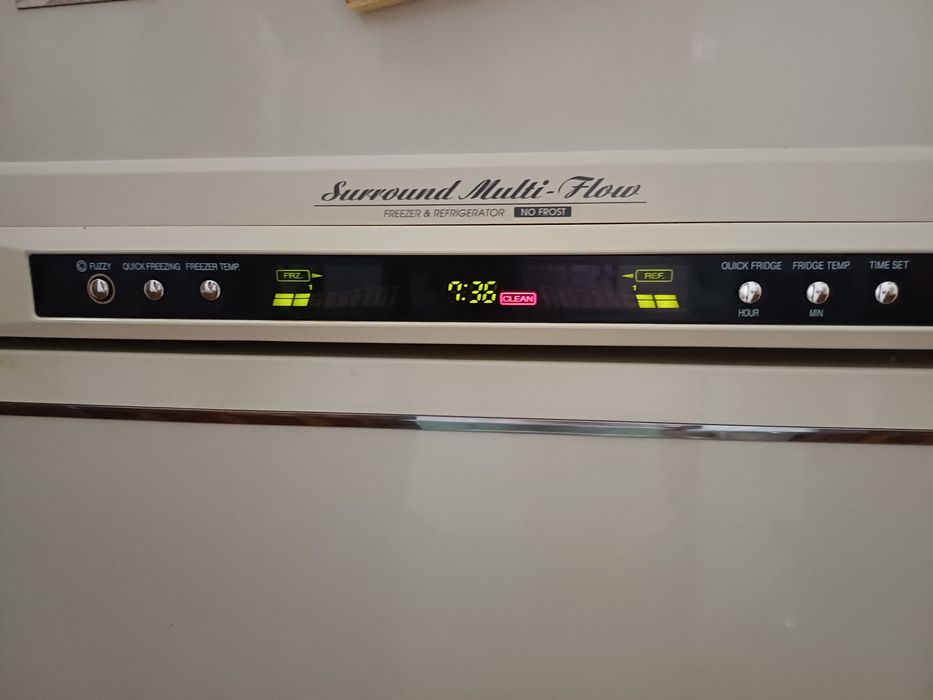 Surround Multi-Flow
FREEZER & REFRIGERATOR NO FROST
FUZZY QUICK FREEZING FREEZER TEMP.
FRZ.
1
7:36 CLEAN
REF.
1
QUICK FRIDGE FRIDGE TEMP. TIME SET
HOUR MIN